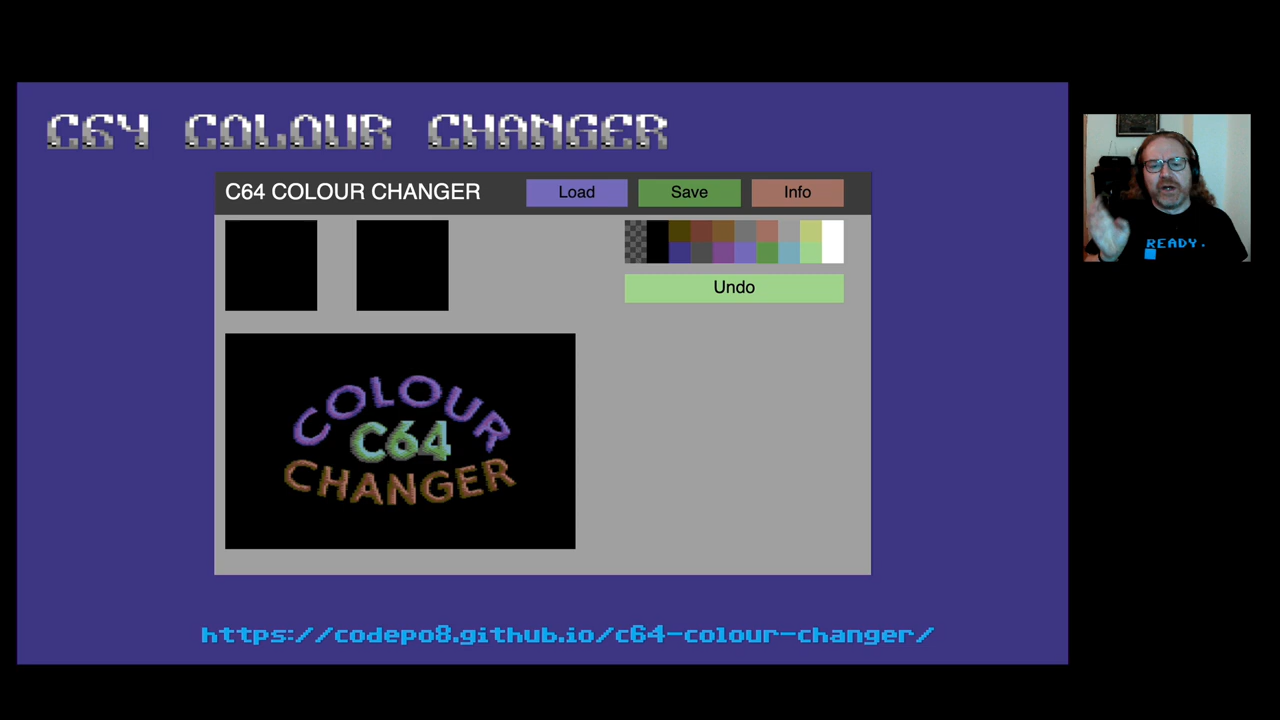 C64 COLOUR CHANGER
C64 COLOUR CHANGER
Load
Save
Info
Undo
COLOUR
C64
CHANGER
READY.
https://codepo8.github.io/c64-colour-changer/